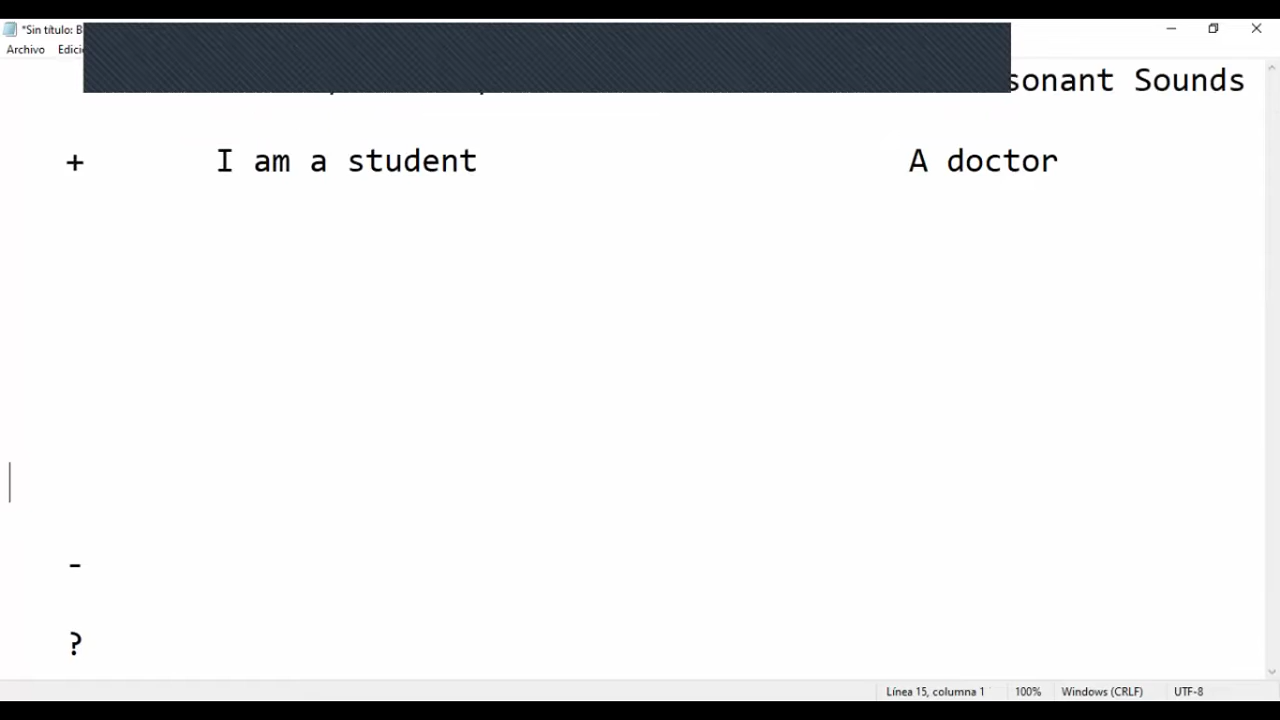 *Sin título: B
Archivo Edici
sonant Sounds
+ I am a student A doctor
-
?
Línea 15, columna 1 100% Windows (CRLF) UTF-8